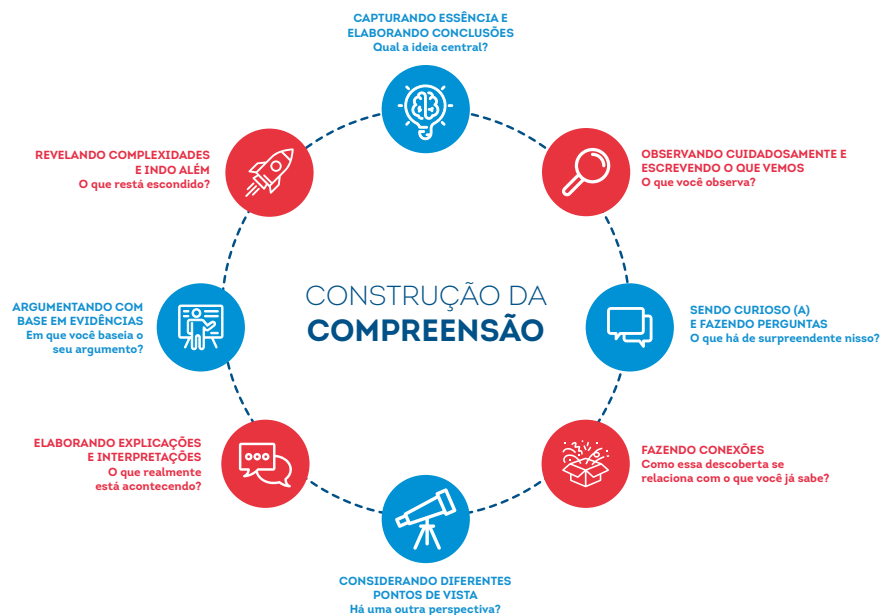 CAPTURANDO ESSÊNCIA E
ELABORANDO CONCLUSÕES
Qual a ideia central?
OBSERVANDO CUIDADOSAMENTE E
ESCREVENDO O QUE VEMOS
O que você observa?
SENDO CURIOSO (A)
E FAZENDO PERGUNTAS
O que há de surpreendente nisso?
FAZENDO CONEXÕES
Como essa descoberta se
relaciona com o que você já sabe?
CONSIDERANDO DIFERENTES
PONTOS DE VISTA
Há uma outra perspectiva?
ELABORANDO EXPLICAÇÕES
E INTERPRETAÇÕES
O que realmente
está acontecendo?
ARGUMENTANDO COM
BASE EM EVIDÊNCIAS
Em que você baseia o
seu argumento?
REVELANDO COMPLEXIDADES
E INDO ALÉM
O que restá escondido?
CONSTRUÇÃO DA
COMPREENSÃO